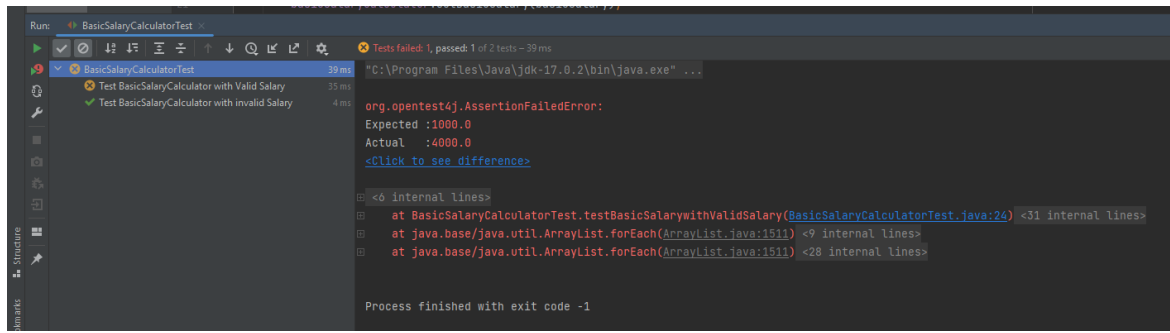 Run: BasicSalaryCalculatorTest
Tests failed: 1, passed: 1 of 2 tests – 39 ms
BasicSalaryCalculatorTest 39 ms
Test BasicSalaryCalculator with Valid Salary 35 ms
Test BasicSalaryCalculator with invalid Salary 4 ms
"C:\Program Files\Java\jdk-17.0.2\bin\java.exe" ...
org.opentest4j.AssertionFailedError:
Expected :1000.0
Actual :4000.0
<Click to see difference>
<6 internal lines>
at BasicSalaryCalculatorTest.testBasicSalarywithValidSalary(BasicSalaryCalculatorTest.java:24) <31 internal lines>
at java.base/java.util.ArrayList.forEach(ArrayList.java:1511) <9 internal lines>
at java.base/java.util.ArrayList.forEach(ArrayList.java:1511) <28 internal lines>
Process finished with exit code -1
Structure